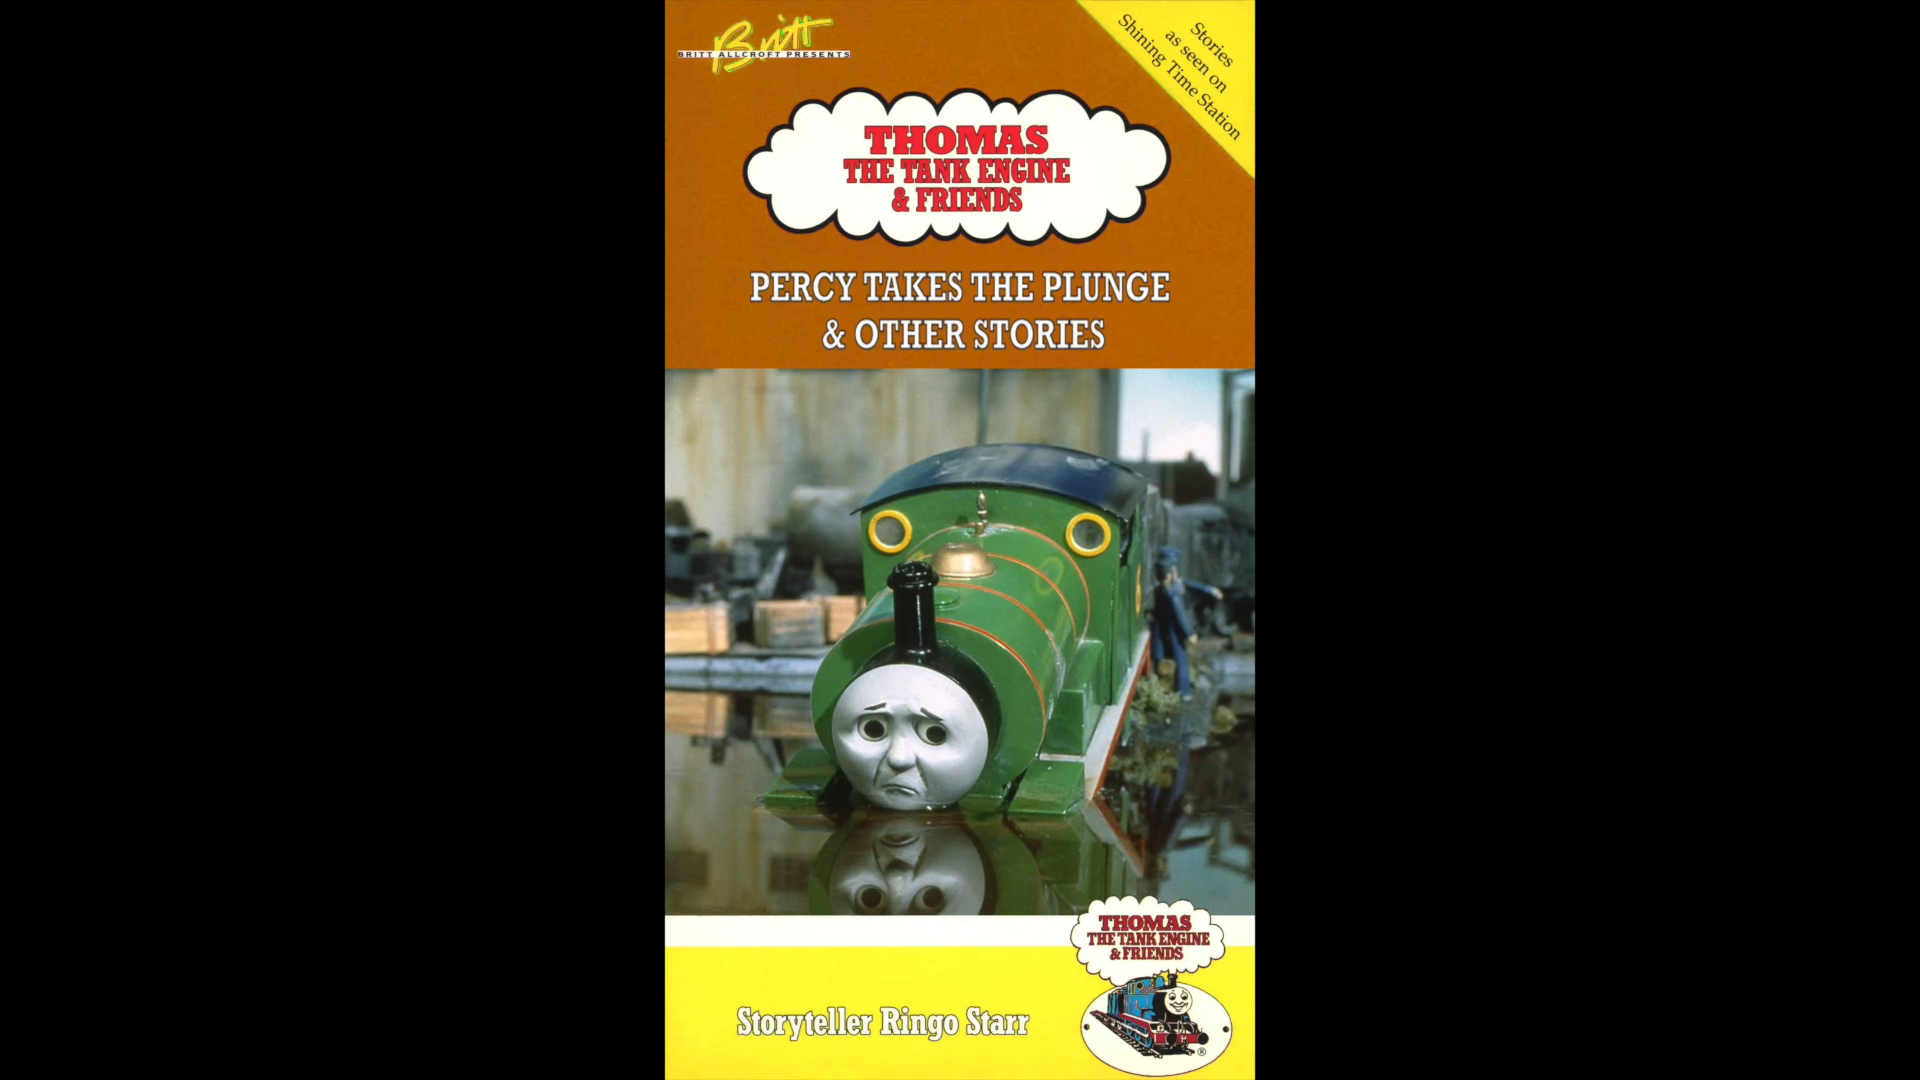 Britt
BRITT ALLCROFT PRESENTS
Stories
as seen on
Shining Time Station
THOMAS
THE TANK ENGINE
& FRIENDS
PERCY TAKES THE PLUNGE
& OTHER STORIES
THOMAS
THE TANK ENGINE
& FRIENDS
®
Storyteller Ringo Starr